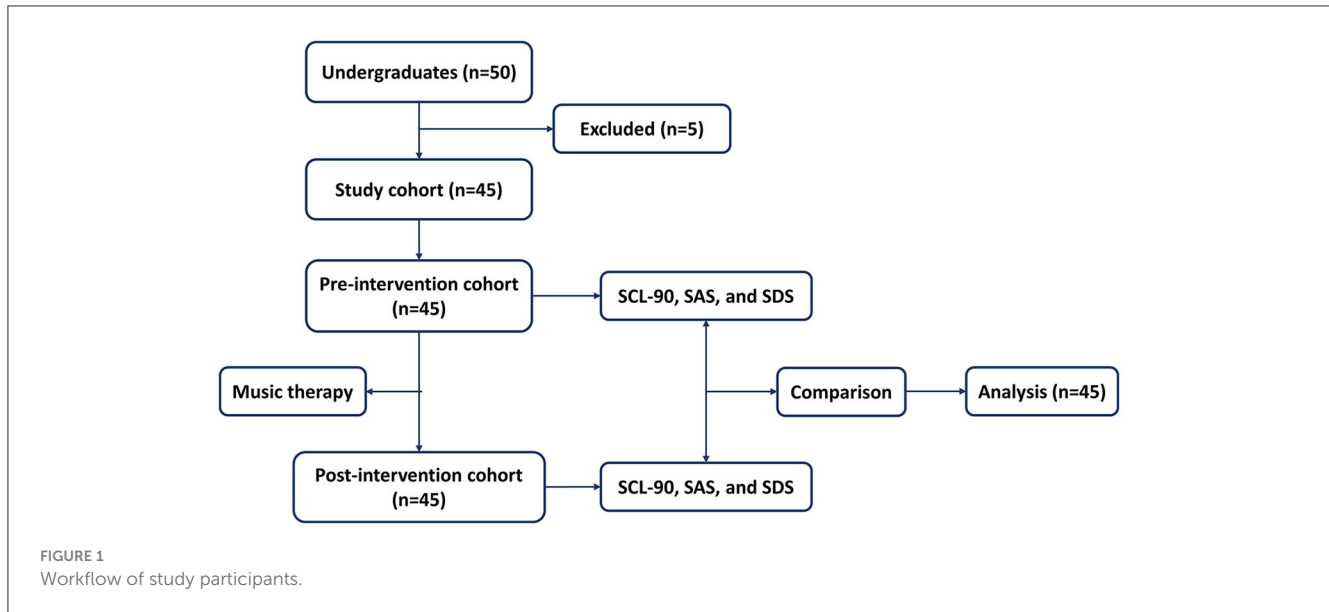 Undergraduates (n=50)
Excluded (n=5)
Study cohort (n=45)
Pre-intervention cohort
(n=45)
SCL-90, SAS, and SDS
Music therapy
Comparison
Analysis (n=45)
Post-intervention cohort
(n=45)
SCL-90, SAS, and SDS
FIGURE 1
Workflow of study participants.